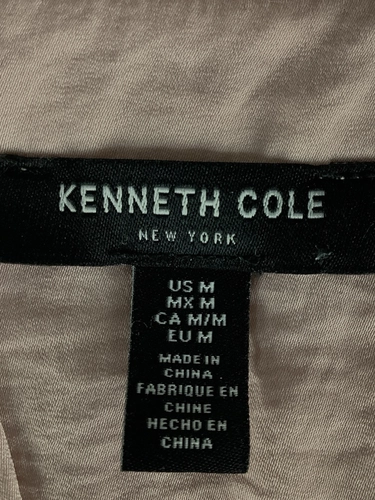 KENNETH COLE
NEW YORK
US M
MX M
CA M/M
EU M
MADE IN
CHINA
FABRIQUE EN
CHINE
HECHO EN
CHINA